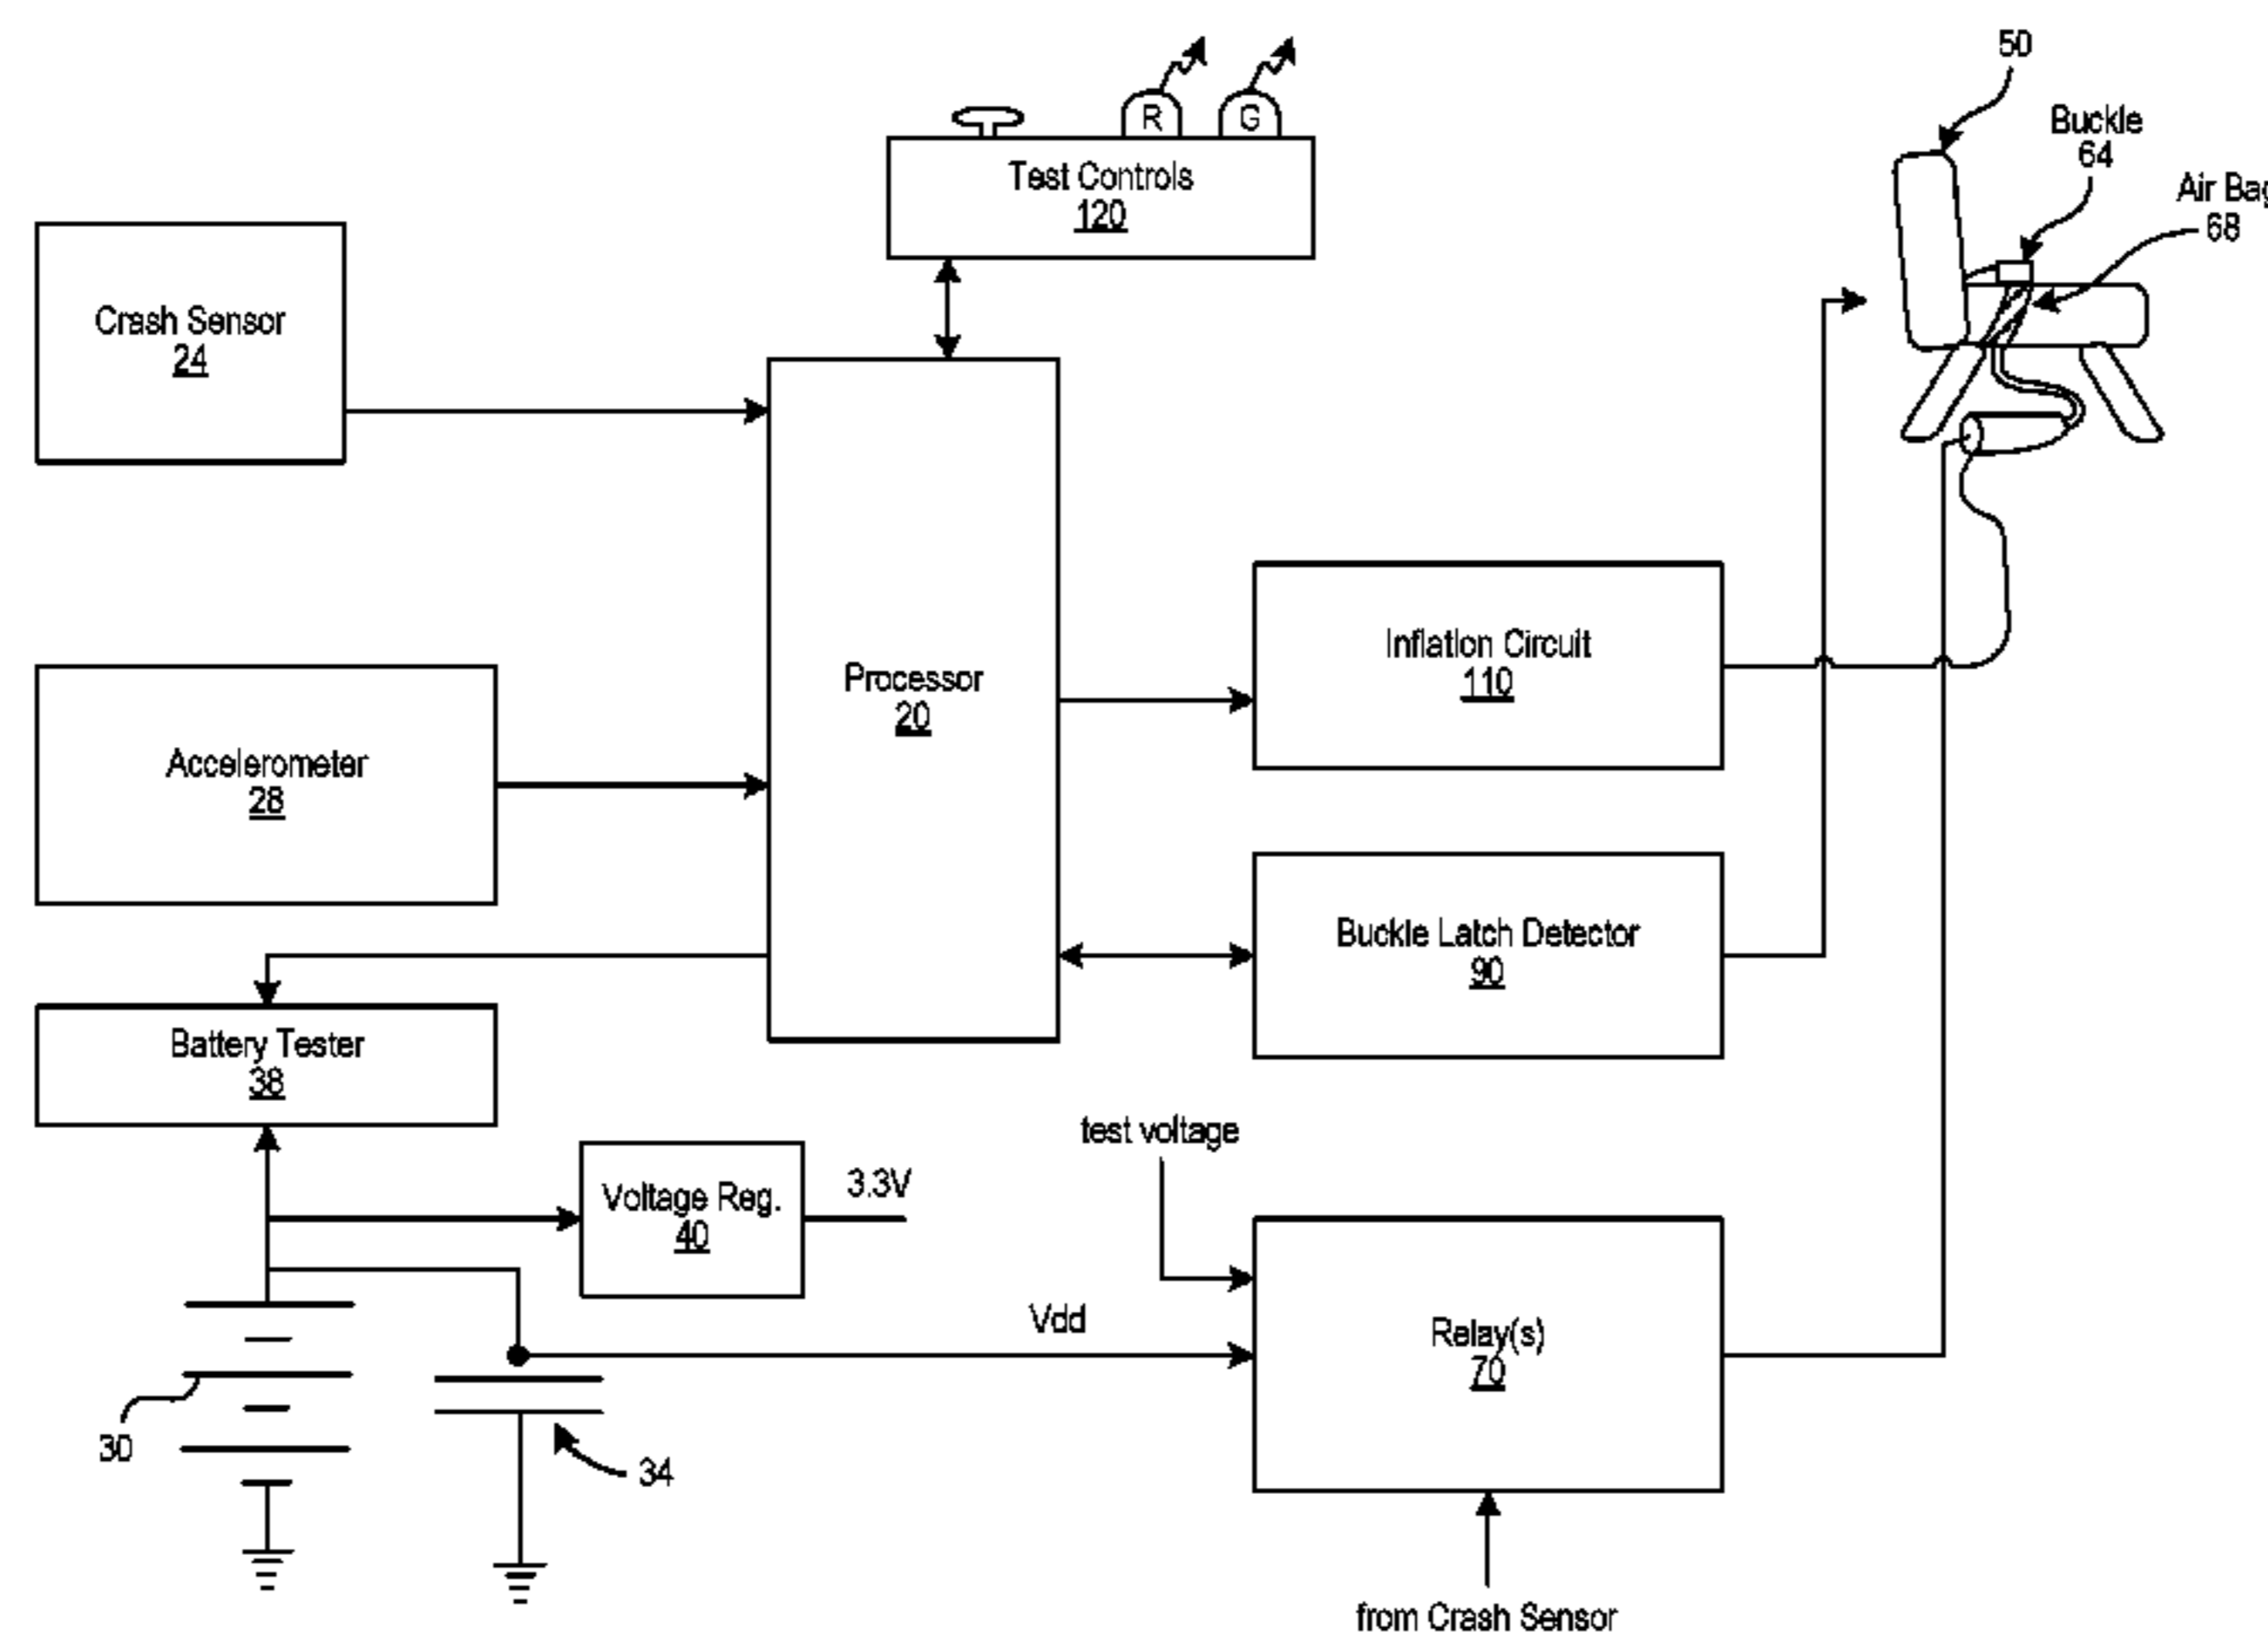 50
Buckle
64
Air Bag
68
R
G
Test Controls
120
Crash Sensor
24
Inflation Circuit
110
Processor
20
Accelerometer
28
Buckle Latch Detector
90
Battery Tester
38
test voltage
3.3V
Voltage Reg.
40
Vdd
Relay(s)
70
30
34
from Crash Sensor